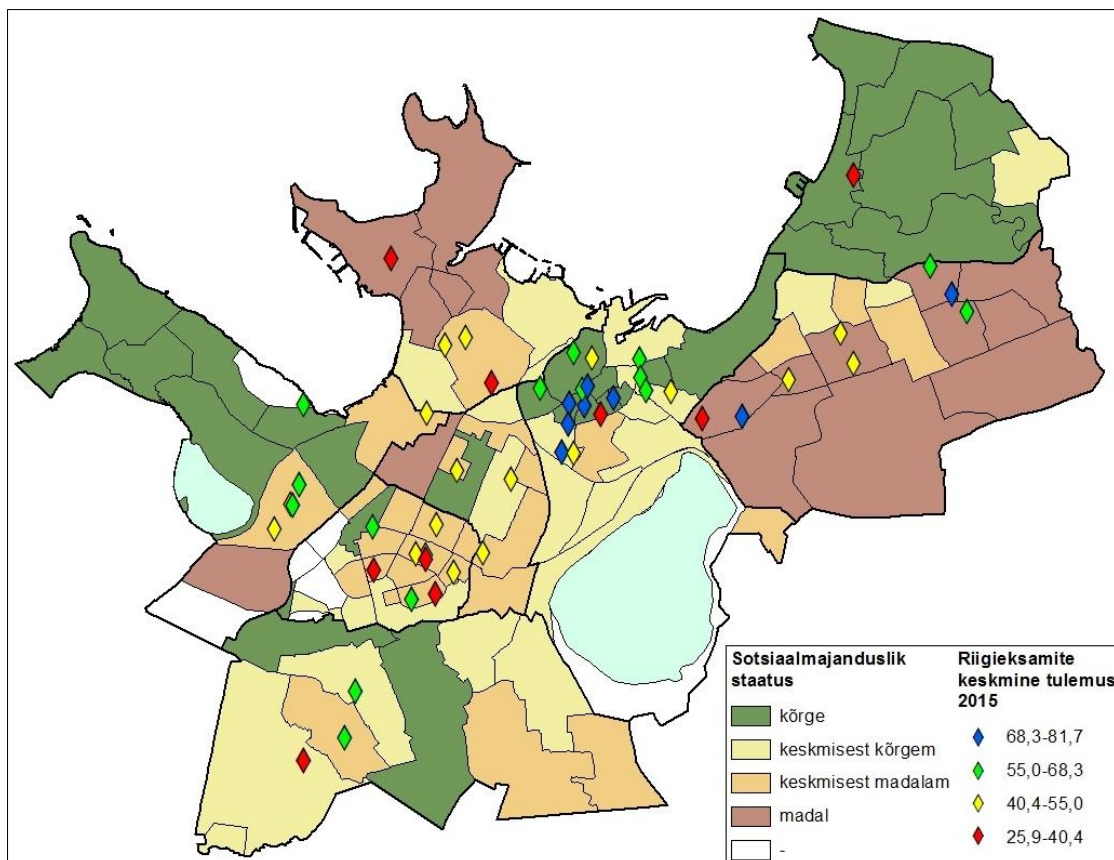 Sotsiaalmajanduslik
staatus
kõrge
keskmisest kõrgem
keskmisest madalam
madal
-
Riigieksamite
keskmine tulemus
2015
68,3-81,7
55,0-68,3
40,4-55,0
25,9-40,4